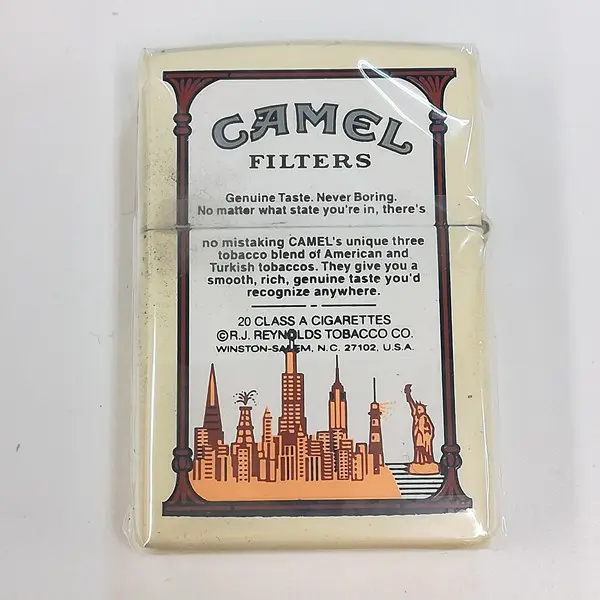 CAMEL
FILTERS
Genuine Taste. Never Boring.
No matter what state you're in, there's
no mistaking CAMEL's unique three
tobacco blend of American and
Turkish tobaccos. They give you a
smooth, rich, genuine taste you'd
recognize anywhere.
20 CLASS A CIGARETTES
©R.J. REYNOLDS TOBACCO CO.
WINSTON-SALEM, N.C. 27102, U.S.A.